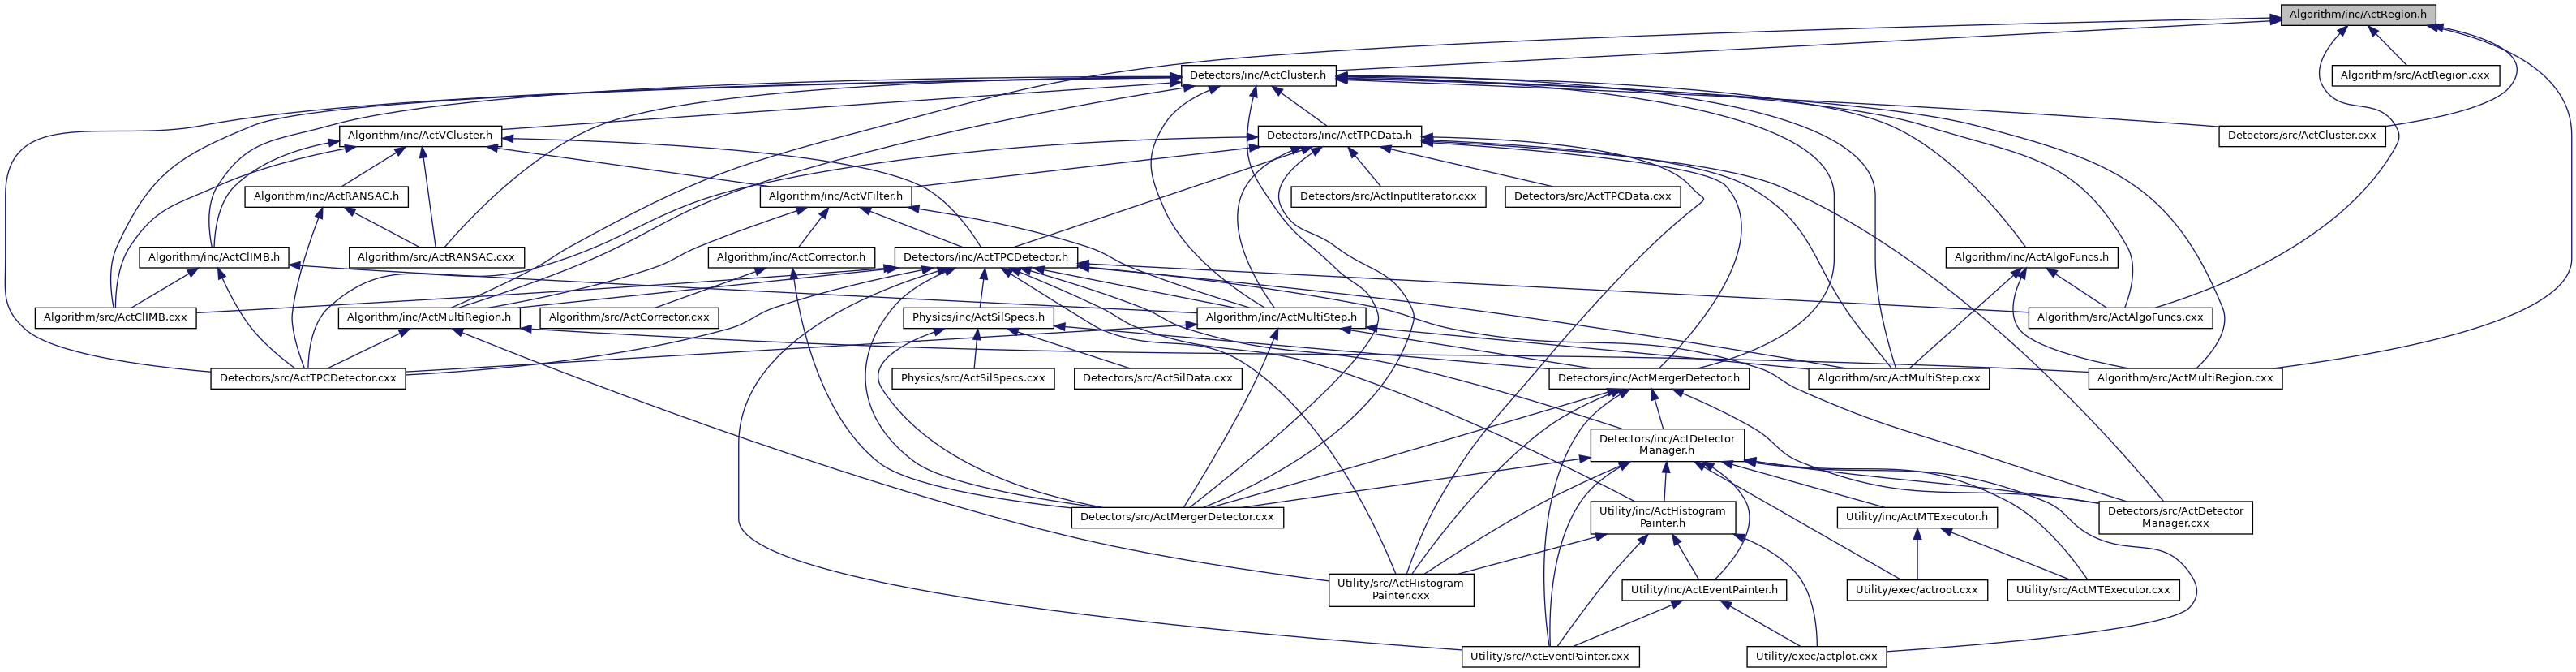 Algorithm/inc/ActRegion.h
Detectors/inc/ActCluster.h
Algorithm/src/ActRegion.cxx
Algorithm/inc/ActVCluster.h
Detectors/inc/ActTPCData.h
Detectors/src/ActCluster.cxx
Algorithm/inc/ActRANSAC.h
Algorithm/inc/ActVFilter.h
Detectors/src/ActInputIterator.cxx
Detectors/src/ActTPCData.cxx
Algorithm/inc/ActClIMB.h
Algorithm/src/ActRANSAC.cxx
Algorithm/inc/ActCorrector.h
Detectors/inc/ActTPCDetector.h
Algorithm/inc/ActAlgoFuncs.h
Algorithm/src/ActClIMB.cxx
Algorithm/inc/ActMultiRegion.h
Algorithm/src/ActCorrector.cxx
Physics/inc/ActSilSpecs.h
Algorithm/inc/ActMultiStep.h
Algorithm/src/ActAlgoFuncs.cxx
Detectors/src/ActTPCDetector.cxx
Physics/src/ActSilSpecs.cxx
Detectors/src/ActSilData.cxx
Detectors/inc/ActMergerDetector.h
Algorithm/src/ActMultiStep.cxx
Algorithm/src/ActMultiRegion.cxx
Detectors/inc/ActDetector
Manager.h
Detectors/src/ActMergerDetector.cxx
Utility/inc/ActHistogram
Painter.h
Utility/inc/ActMTExecutor.h
Detectors/src/ActDetector
Manager.cxx
Utility/src/ActHistogram
Painter.cxx
Utility/inc/ActEventPainter.h
Utility/exec/actroot.cxx
Utility/src/ActMTExecutor.cxx
Utility/src/ActEventPainter.cxx
Utility/exec/actplot.cxx